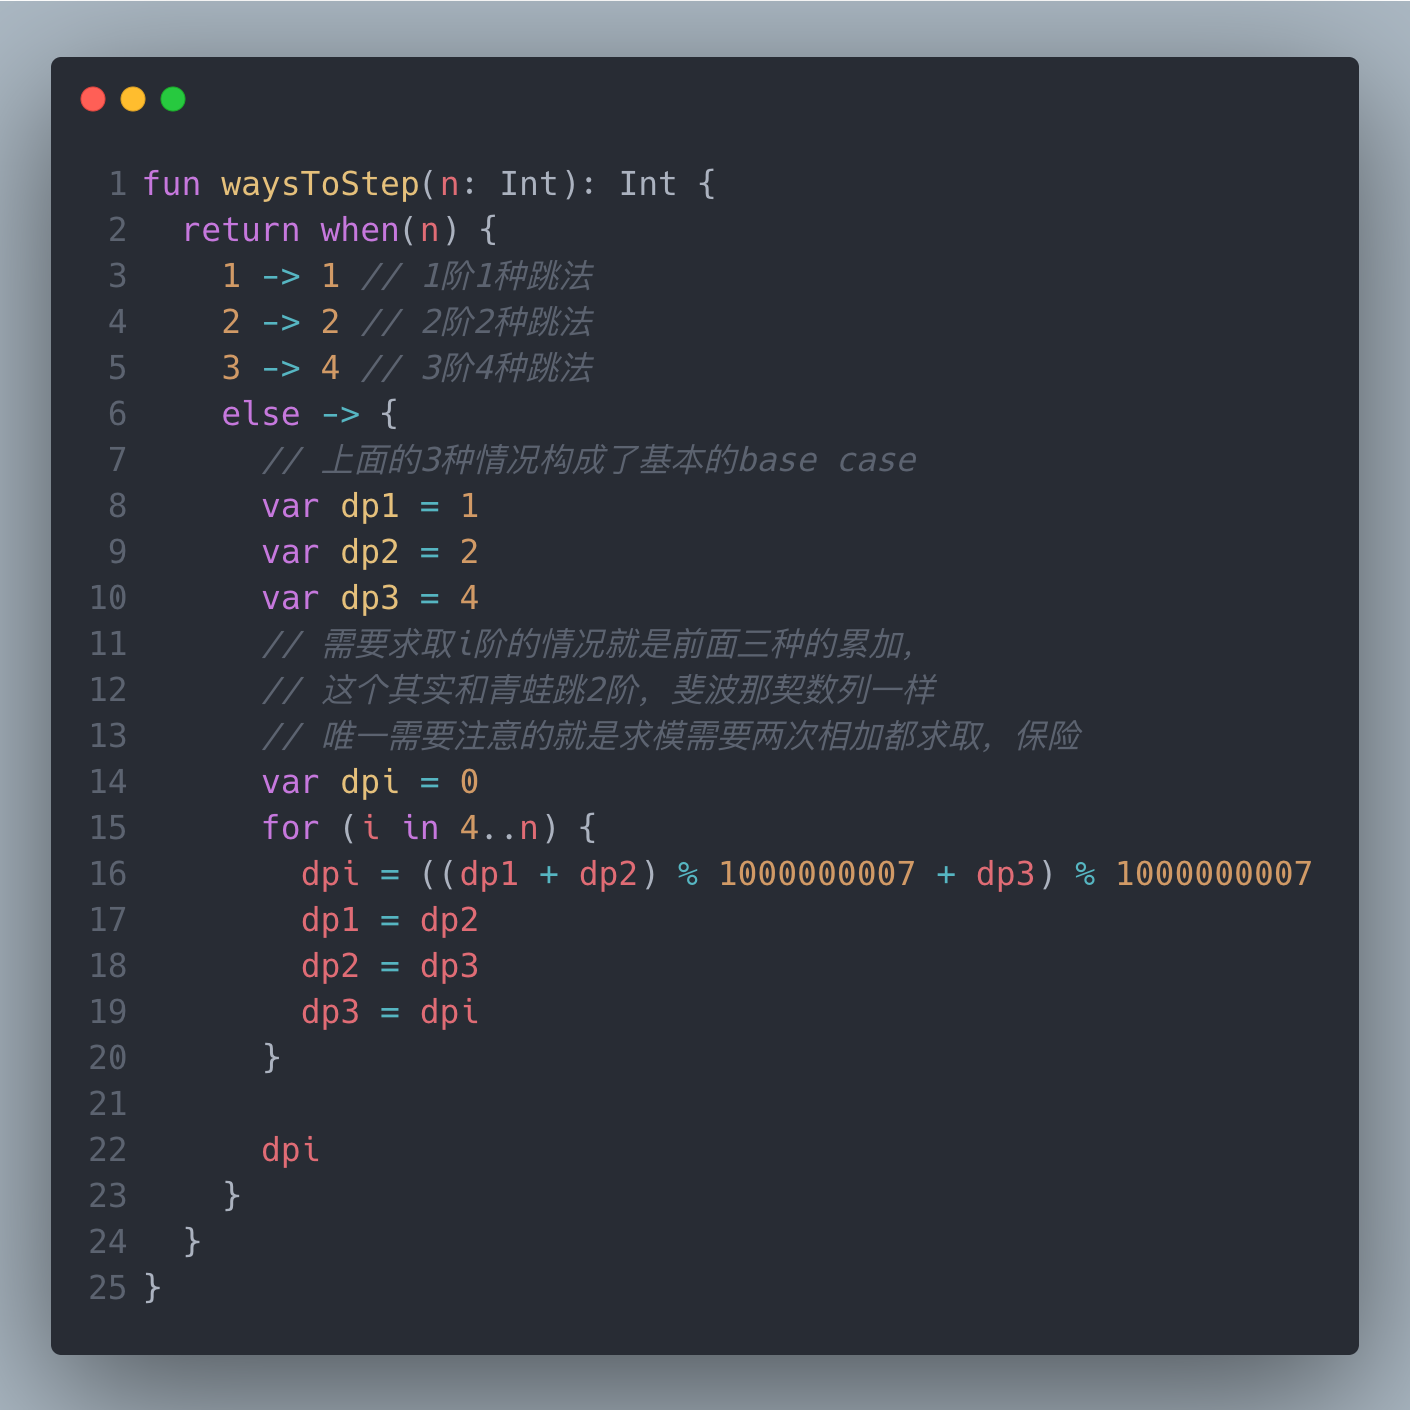 1 fun waysToStep(n: Int): Int {
2   return when(n) {
3     1 -> 1 // 1阶1种跳法
4     2 -> 2 // 2阶2种跳法
5     3 -> 4 // 3阶4种跳法
6     else -> {
7       // 上面的3种情况构成了基本的base case
8       var dp1 = 1
9       var dp2 = 2
10       var dp3 = 4
11       // 需要求取i阶的情况就是前面三种的累加，
12       // 这个其实和青蛙跳2阶，斐波那契数列一样
13       // 唯一需要注意的就是求模需要两次相加都求取，保险
14       var dpi = 0
15       for (i in 4..n) {
16         dpi = ((dp1 + dp2) % 1000000007 + dp3) % 1000000007
17         dp1 = dp2
18         dp2 = dp3
19         dp3 = dpi
20       }
21
22       dpi
23     }
24   }
25 }